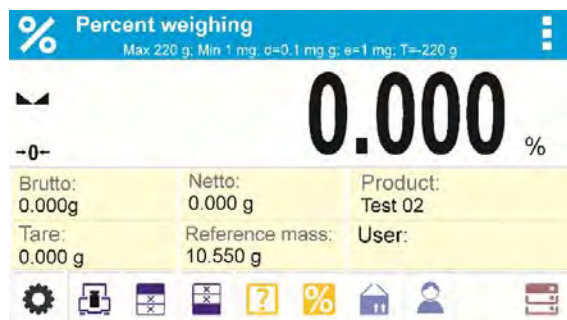 % Percent weighing
Max 220 g; Min 1 mg; d=0.1 mg g; e=1 mg; T=-220 g
→0←
0.000 %
Brutto: Netto: Product:
0.000g 0.000 g Test 02
Tare: Reference mass: User:
0.000 g 10.550 g
? %